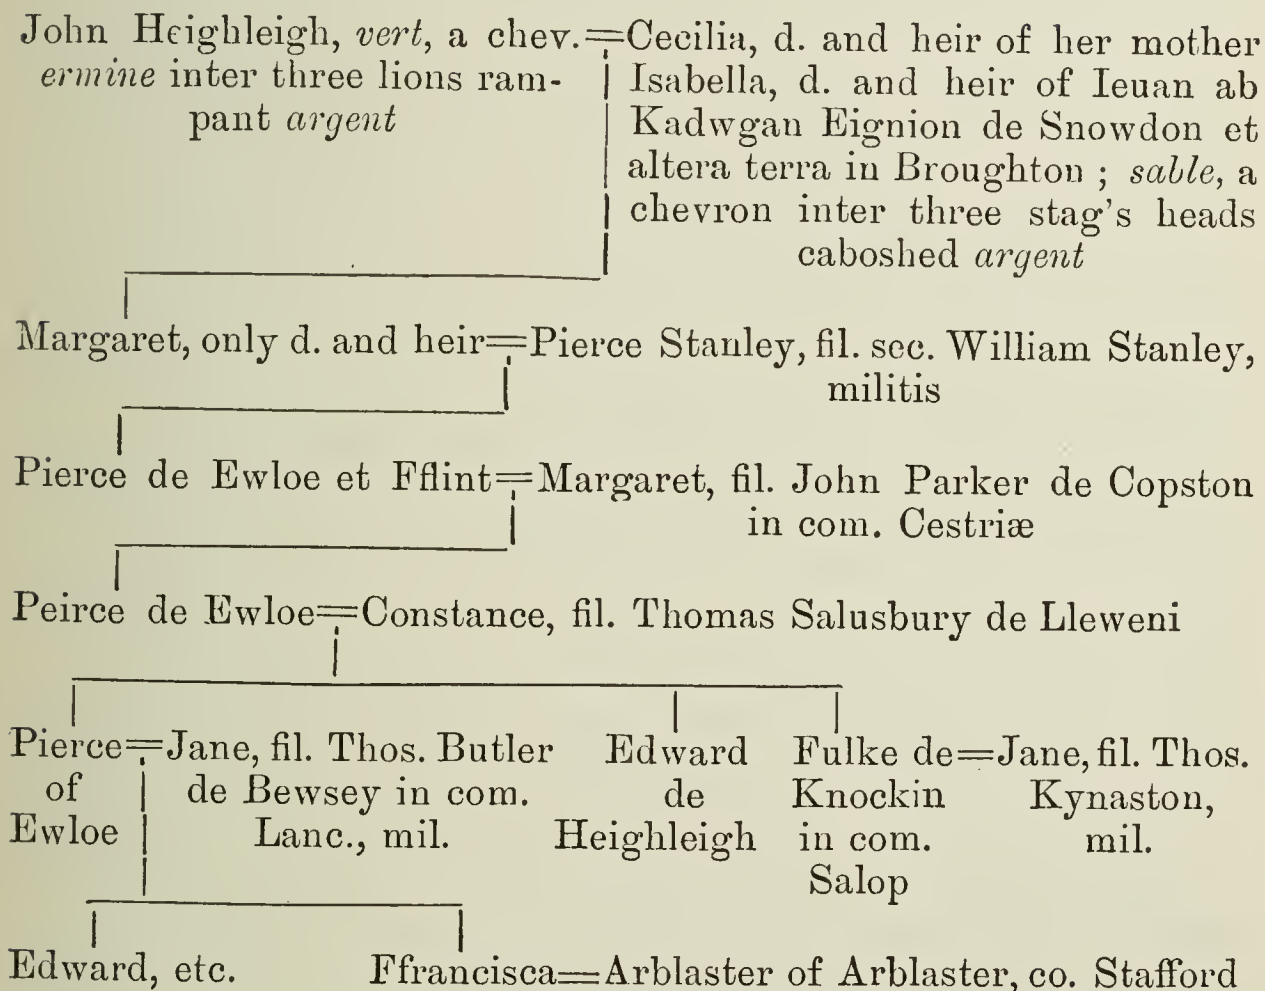 John Heighleigh, vert, a chev.=Cecilia, d. and heir of her mother
ermine inter three lions ram-
pant argent
Isabella, d. and heir of Ieuan ab
Kadwgan Eignion de Snowdon et
altera terra in Broughton ; sable, a
chevron inter three stag's heads
caboshed argent
Margaret, only d. and heir=Pierce Stanley, fil. sec. William Stanley,
militis
Pierce de Ewloe et Fflint=Margaret, fil. John Parker de Copston
in com. Cestriæ
Peirce de Ewloe=Constance, fil. Thomas Salusbury de Lleweni
Pierce=Jane, fil. Thos. Butler
of
Ewloe
de Bewsey in com.
Lanc., mil.
Edward
de
Heighleigh
Fulke de=Jane, fil. Thos.
Knockin
in com.
Salop
Kynaston,
mil.
Edward, etc.
Ffrancisca=Arblaster of Arblaster, co. Stafford